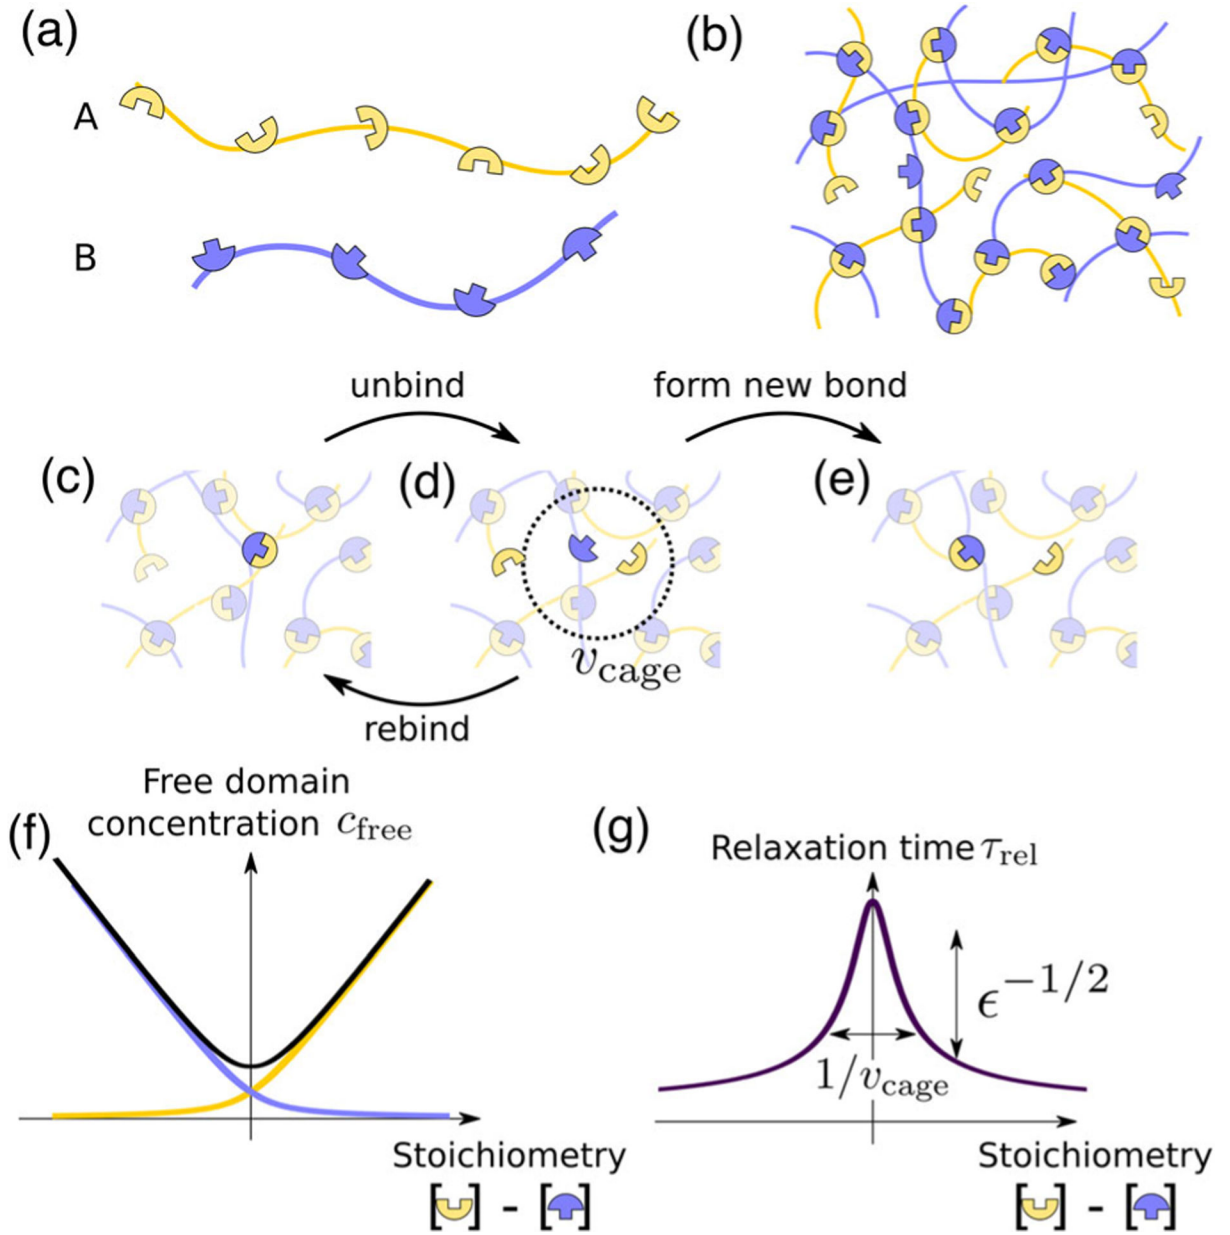 (a)
(b)
A
B
unbind
form new bond
(c)
(d)
(e)
v_cage
rebind
Free domain
concentration c_free
(f)
(g)
Relaxation time τ_rel
ϵ^{-1/2}
1/v_cage
Stoichiometry
[ ] - [ ]
Stoichiometry
[ ] - [ ]